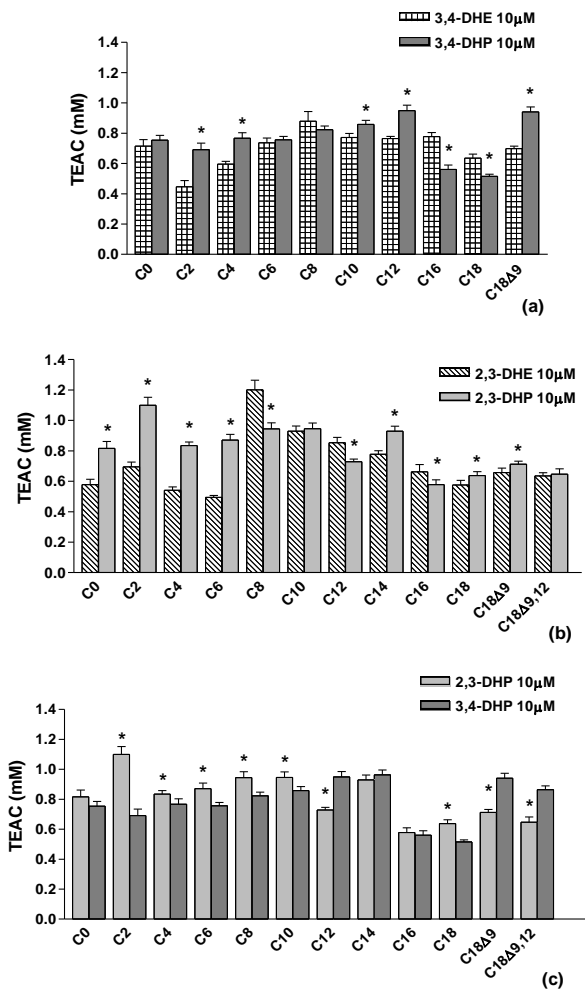 3,4-DHE 10µM
3,4-DHP 10µM
TEAC (mM)
1.4
1.2
1.0
0.8
0.6
0.4
0.2
0.0
* * * * * * *
C0 C2 C4 C6 C8 C10 C12 C16 C18 C18Δ9
(a)
2,3-DHE 10µM
2,3-DHP 10µM
TEAC (mM)
1.4
1.2
1.0
0.8
0.6
0.4
0.2
0.0
* * * * * * * * * *
C0 C2 C4 C6 C8 C10 C12 C14 C16 C18 C18Δ9 C18Δ9,12
(b)
2,3-DHP 10µM
3,4-DHP 10µM
TEAC (mM)
1.4
1.2
1.0
0.8
0.6
0.4
0.2
0.0
* * * * * * * * *
C0 C2 C4 C6 C8 C10 C12 C14 C16 C18 C18Δ9 C18Δ9,12
(c)